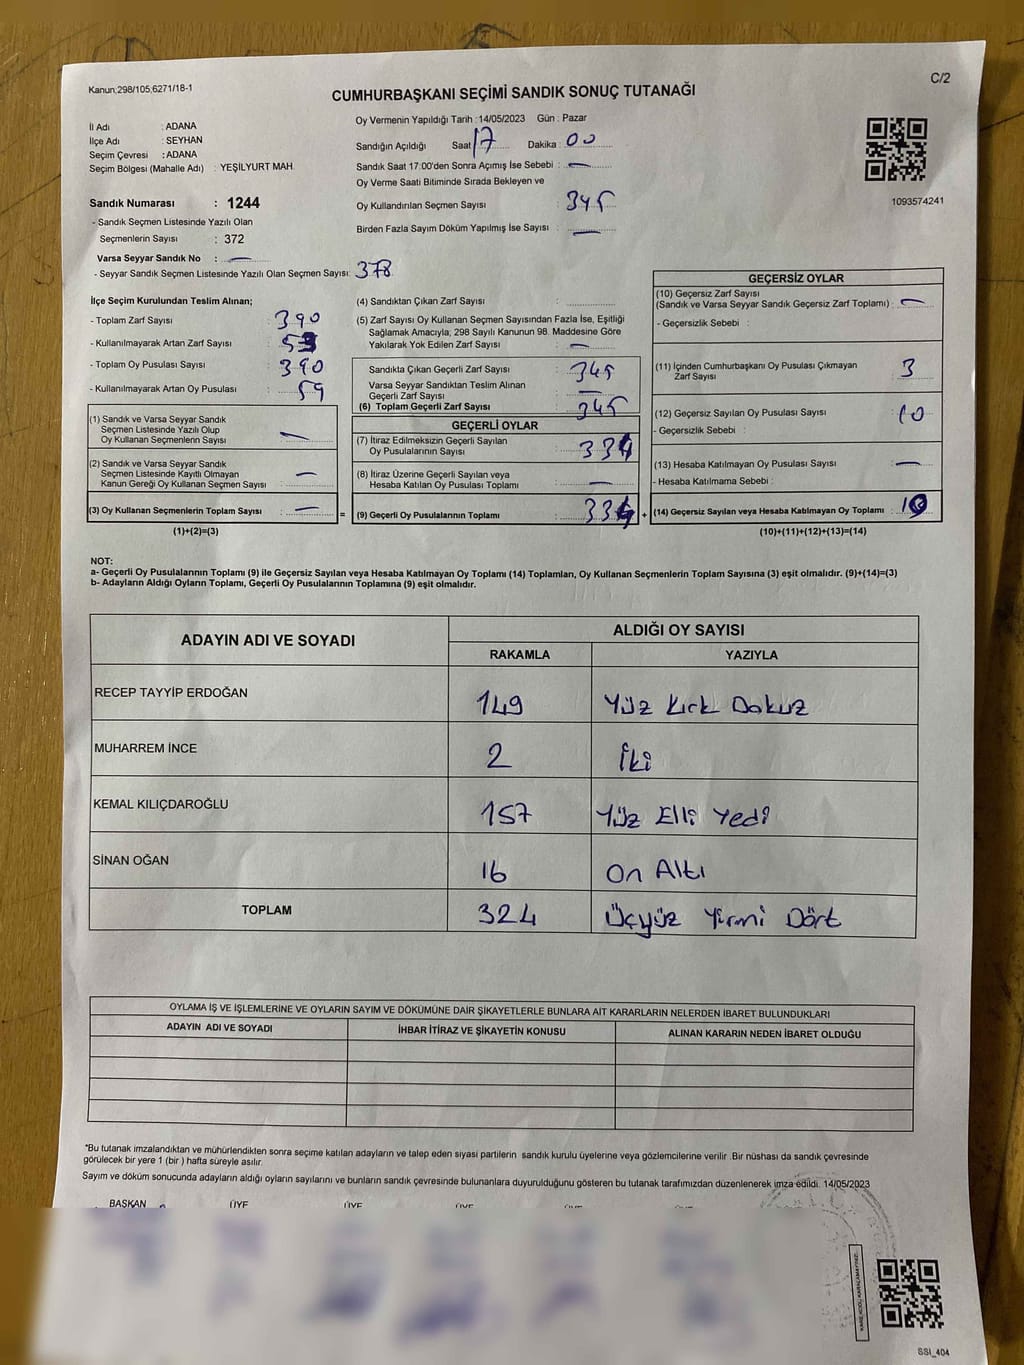 Kanun;298/105;6271/18-1
C/2
CUMHURBAŞKANI SEÇİMİ SANDIK SONUÇ TUTANAĞI
İl Adı : ADANA
İlçe Adı : SEYHAN
Seçim Çevresi : ADANA
Seçim Bölgesi (Mahalle Adı) : YEŞİLYURT MAH.
Sandık Numarası : 1244
- Sandık Seçmen Listesinde Yazılı Olan
Seçmenlerin Sayısı : 372
Varsa Seyyar Sandık No : —
- Seyyar Sandık Seçmen Listesinde Yazılı Olan Seçmen Sayısı: 378
Oy Vermenin Yapıldığı Tarih :14/05/2023 Gün : Pazar
Sandığın Açıldığı Saat 17 Dakika : 00
Sandık Saat 17:00'den Sonra Açımış İse Sebebi : —
Oy Verme Saati Bitiminde Sırada Bekleyen ve
Oy Kullandırılan Seçmen Sayısı : 345
Birden Fazla Sayım Döküm Yapılmış İse Sayısı : —
1093574241
İlçe Seçim Kurulundan Teslim Alınan;
- Toplam Zarf Sayısı : 390
- Kullanılmayarak Artan Zarf Sayısı :
- Toplam Oy Pusulası Sayısı : 390
- Kullanılmayarak Artan Oy Pusulası : 59
(1) Sandık ve Varsa Seyyar Sandık
Seçmen Listesinde Yazılı Olup
Oy Kullanan Seçmenlerin Sayısı : —
(2) Sandık ve Varsa Seyyar Sandık
Seçmen Listesinde Kayıtlı Olmayan
Kanun Gereği Oy Kullanan Seçmen Sayısı : —
(3) Oy Kullanan Seçmenlerin Toplam Sayısı : —
(1)+(2)=(3)
(4) Sandıktan Çıkan Zarf Sayısı :
(5) Zarf Sayısı Oy Kullanan Seçmen Sayısından Fazla İse, Eşitliği
Sağlamak Amacıyla, 298 Sayılı Kanunun 98. Maddesine Göre
Yakılarak Yok Edilen Zarf Sayısı : —
Sandıkta Çıkan Geçerli Zarf Sayısı : 345
Varsa Seyyar Sandıktan Teslim Alınan
Geçerli Zarf Sayısı : —
(6) Toplam Geçerli Zarf Sayısı : 345
=
GEÇERLİ OYLAR
(7) İtiraz Edilmeksizin Geçerli Sayılan
Oy Pusulasının Sayısı :
(8) İtiraz Üzerine Geçerli Sayılan veya
Hesaba Katılan Oy Pusulası Toplamı : —
(9) Geçerli Oy Pusulalarının Toplamı :
+
GEÇERSİZ OYLAR
(10) Geçersiz Zarf Sayısı
(Sandık ve Varsa Seyyar Sandık Geçersiz Zarf Toplamı) : —
- Geçersizlik Sebebi :
(11) İçinden Cumhurbaşkanı Oy Pusulası Çıkmayan
Zarf Sayısı : 3
(12) Geçersiz Sayılan Oy Pusulası Sayısı : 10
- Geçersizlik Sebebi :
(13) Hesaba Katılmayan Oy Pusulası Sayısı : —
- Hesaba Katılmama Sebebi :
(14) Geçersiz Sayılan veya Hesaba Katılmayan Oy Toplamı :
(10)+(11)+(12)+(13)=(14)
NOT:
a- Geçerli Oy Pusulalarının Toplamı (9) ile Geçersiz Sayılan veya Hesaba Katılmayan Oy Toplamı (14) Toplamları, Oy Kullanan Seçmenlerin Toplam Sayısına (3) eşit olmalıdır. (9)+(14)=(3)
b- Adayların Aldığı Oyların Toplamı, Geçerli Oy Pusulalarının Toplamına (9) eşit olmalıdır.
ADAYIN ADI VE SOYADI
ALDIĞI OY SAYISI
RAKAMLA YAZIYLA
RECEP TAYYİP ERDOĞAN 149 Yüz Kırk Dokuz
MUHARREM İNCE 2 İki
KEMAL KILIÇDAROĞLU 157 Yüz Elli Yedi
SİNAN OĞAN 16 On Altı
TOPLAM 324 Üçyüz Yirmi Dört
OYLAMA İŞ VE İŞLEMLERİNE VE OYLARIN SAYIM VE DÖKÜMÜNE DAİR ŞİKAYETLERLE BUNLARA AİT KARARLARIN NELERDEN İBARET BULUNDUKLARI
ADAYIN ADI VE SOYADI İHBAR İTİRAZ VE ŞİKAYETİN KONUSU ALINAN KARARIN NEDEN İBARET OLDUĞU
*Bu tutanak imzalandıktan ve mühürlendikten sonra seçime katılan adayların ve talep eden siyasi partilerin sandık kurulu üyelerine veya gözlemcilerine verilir .Bir nüshası da sandık çevresinde
görülecek bir yere 1 (bir ) hafta süreyle asılır.
Sayım ve döküm sonucunda adayların aldığı oyların sayılarını ve bunların sandık çevresinde bulunanlara duyurulduğunu gösteren bu tutanak tarafımızdan düzenlenerek imza edildi. 14/05/2023
BAŞKAN ÜYE ÜYE ÜYE ÜYE ÜYE
SSİ_404